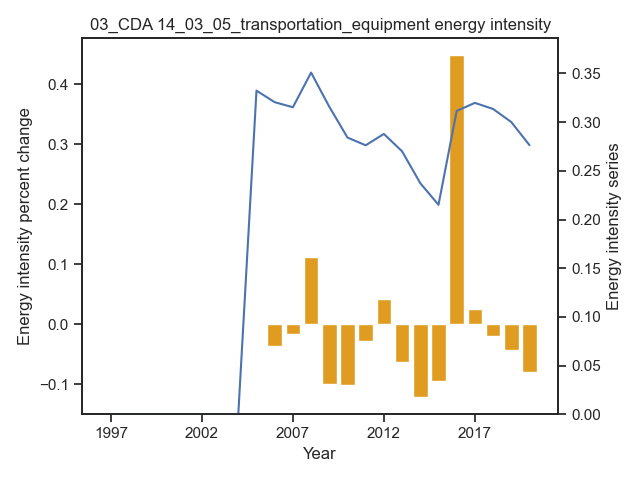 03_CDA 14_03_05_transportation_equipment energy intensity
Energy intensity percent change
0.4
0.3
0.2
0.1
0.0
−0.1
0.35
0.30
0.25
0.20
0.15
0.10
0.05
0.00
Energy intensity series
1997 2002 2007 2012 2017
Year